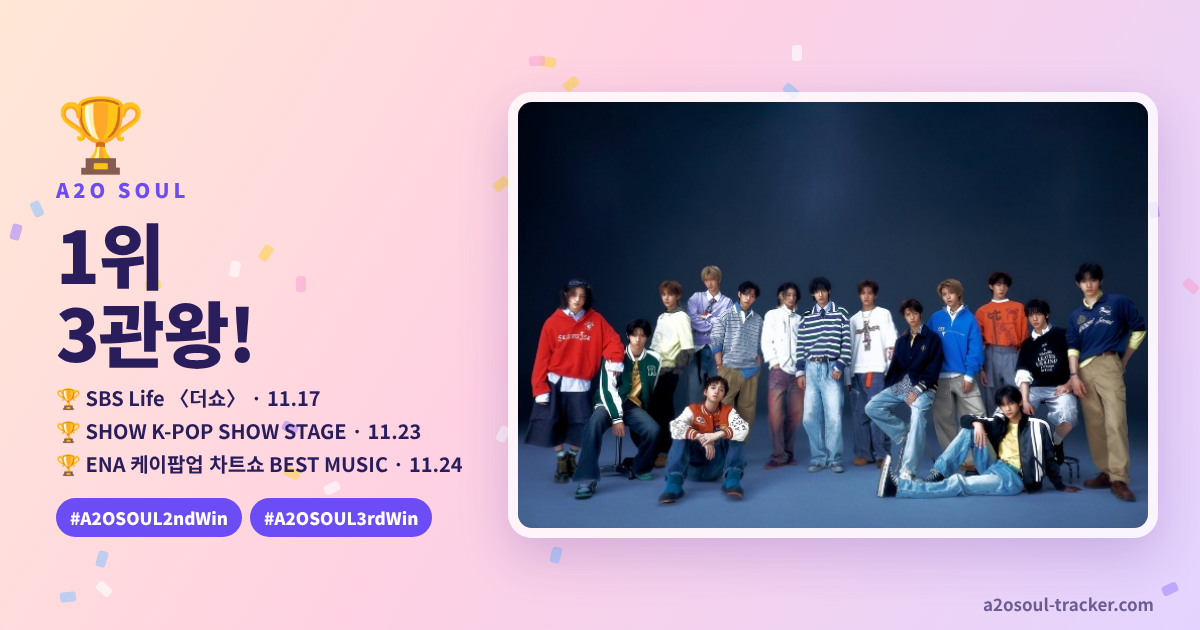 A2O SOUL
1위
3관왕!
🏆 SBS Life 〈더쇼〉 · 11.17
🏆 SHOW K-POP SHOW STAGE · 11.23
🏆 ENA 케이팝업 차트쇼 BEST MUSIC · 11.24
#A2OSOUL2ndWin #A2OSOUL3rdWin
a2osoul-tracker.com